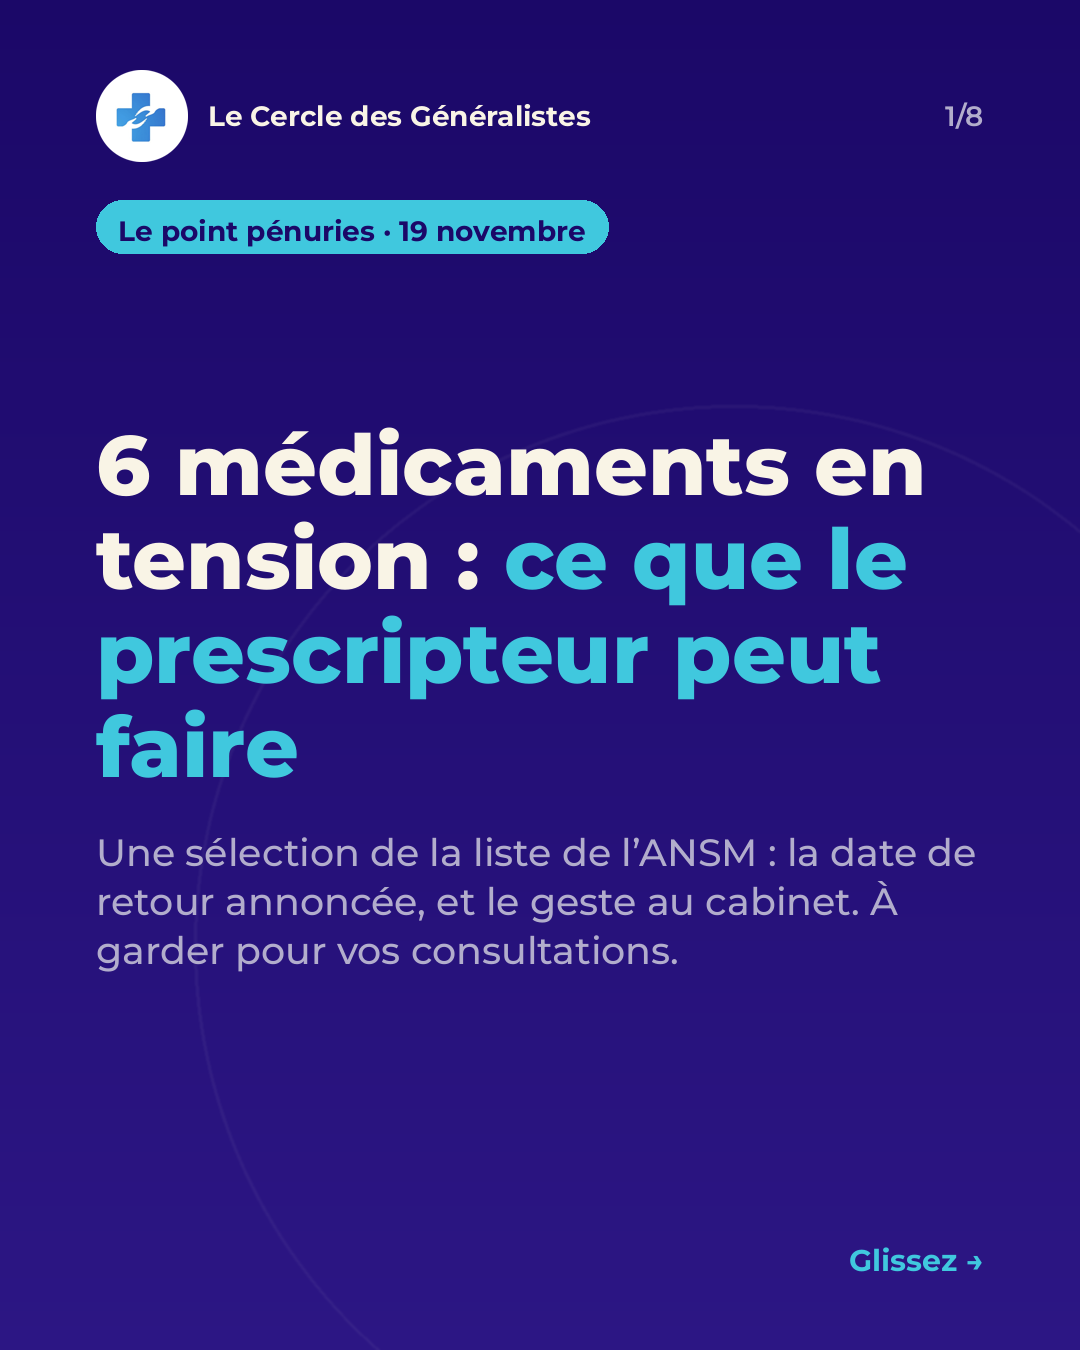 Le Cercle des Généralistes
1/8
Le point pénuries · 19 novembre
6 médicaments en
tension : ce que le
prescripteur peut
faire
Une sélection de la liste de l’ANSM : la date de
retour annoncée, et le geste au cabinet. À
garder pour vos consultations.
Glissez →